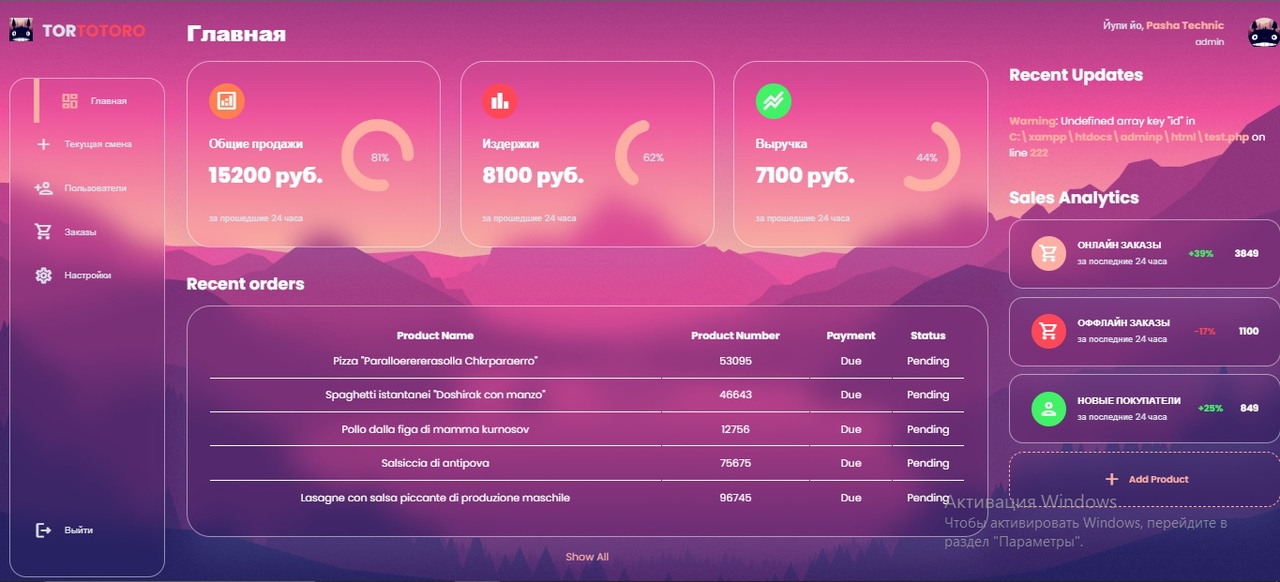 TORTOTORO
Главная
Текущая смена
Пользователи
Заказы
Настройки
Выйти
Главная
Общие продажи
15200 руб.
81%
за прошедшие 24 часа
Издержки
8100 руб.
62%
за прошедшие 24 часа
Выручка
7100 руб.
44%
за прошедшие 24 часа
Recent orders
Product Name Product Number Payment Status
Pizza "Paralloerererasolla Chkrparaerro" 53095 Due Pending
Spaghetti istantanei "Doshirak con manzo" 46643 Due Pending
Pollo dalla figa di mamma kurnosov 12756 Due Pending
Salsiccia di antipova 75675 Due Pending
Lasagne con salsa piccante di produzione maschile 96745 Due Pending
Show All
Йупи йо, Pasha Technic
admin
Recent Updates
Warning: Undefined array key "id" in
C:\xampp\htdocs\adminp\html\test.php on
line 222
Sales Analytics
ОНЛАЙН ЗАКАЗЫ
за последние 24 часа
+39% 3849
ОФФЛАЙН ЗАКАЗЫ
за последние 24 часа
-17% 1100
НОВЫЕ ПОКУПАТЕЛИ
за последние 24 часа
+25% 849
Add Product
Активация Windows
Чтобы активировать Windows, перейдите в
раздел "Параметры".